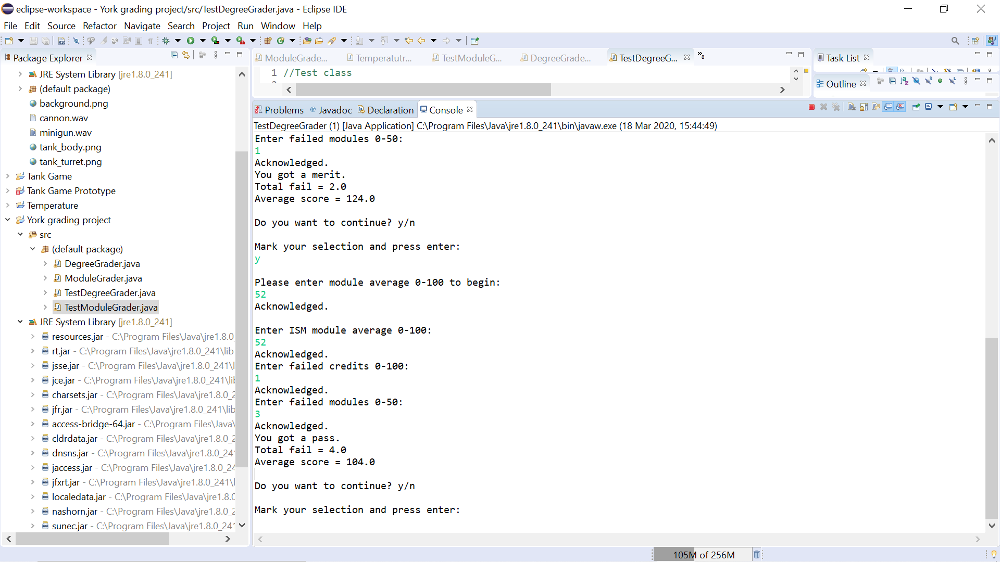 eclipse-workspace - York grading project/src/TestDegreeGrader.java - Eclipse IDE
File Edit Source Refactor Navigate Search Project Run Window Help
Package Explorer
JRE System Library [jre1.8.0_241]
(default package)
background.png
cannon.wav
minigun.wav
tank_body.png
tank_turret.png
Tank Game
Tank Game Prototype
Temperature
York grading project
src
(default package)
DegreeGrader.java
ModuleGrader.java
TestDegreeGrader.java
TestModuleGrader.java
JRE System Library [jre1.8.0_241]
resources.jar - C:\Program Files\Java\jre1.8.0_
rt.jar - C:\Program Files\Java\jre1.8.0_241\lib
jsse.jar - C:\Program Files\Java\jre1.8.0_241\l
jce.jar - C:\Program Files\Java\jre1.8.0_241\lib
charsets.jar - C:\Program Files\Java\jre1.8.0_2
jfr.jar - C:\Program Files\Java\jre1.8.0_241\lib
access-bridge-64.jar - C:\Program Files\Java\
cldrdata.jar - C:\Program Files\Java\jre1.8.0_2
dnsns.jar - C:\Program Files\Java\jre1.8.0_241
jaccess.jar - C:\Program Files\Java\jre1.8.0_24
jfxrt.jar - C:\Program Files\Java\jre1.8.0_241\l
localedata.jar - C:\Program Files\Java\jre1.8.0
nashorn.jar - C:\Program Files\Java\jre1.8.0_2
sunec.jar - C:\Program Files\Java\jre1.8.0_241
ModuleGrade... Temperatutr... TestModuleG... DegreeGrade... TestDegreeG... »8
1 //Test class
Task List
Outline
Problems @ Javadoc Declaration Console
TestDegreeGrader (1) [Java Application] C:\Program Files\Java\jre1.8.0_241\bin\javaw.exe (18 Mar 2020, 15:44:49)
Enter failed modules 0-50:
1
Acknowledged.
You got a merit.
Total fail = 2.0
Average score = 124.0
Do you want to continue? y/n
Mark your selection and press enter:
y
Please enter module average 0-100 to begin:
52
Acknowledged.
Enter ISM module average 0-100:
52
Acknowledged.
Enter failed credits 0-100:
1
Acknowledged.
Enter failed modules 0-50:
3
Acknowledged.
You got a pass.
Total fail = 4.0
Average score = 104.0
Do you want to continue? y/n
Mark your selection and press enter:
105M of 256M